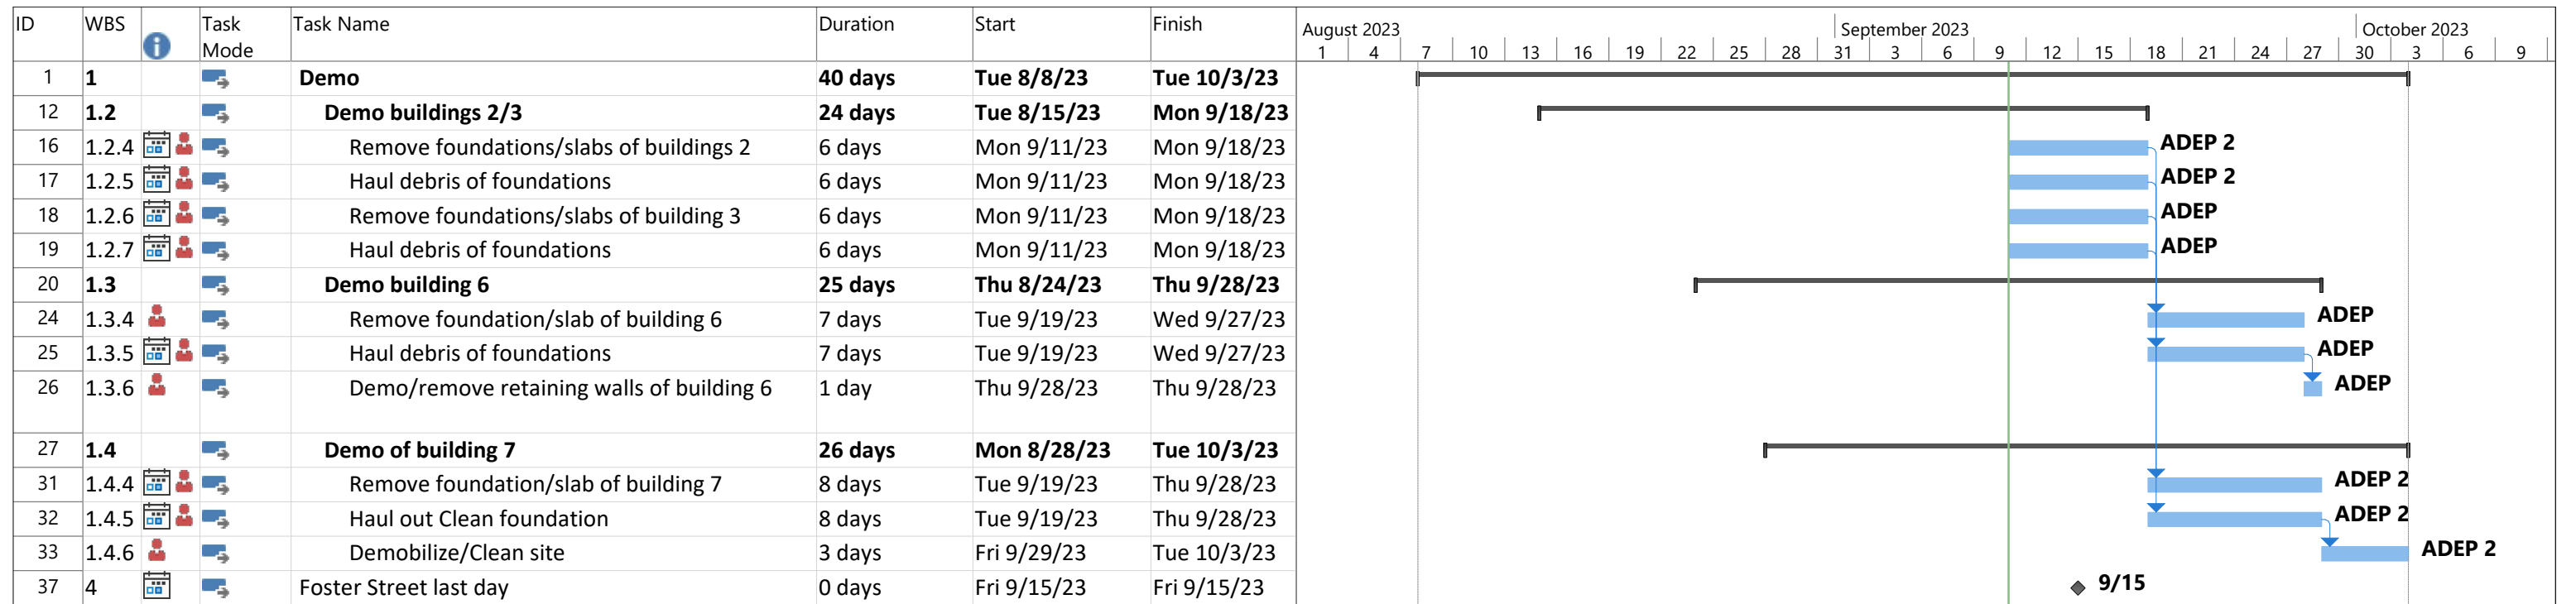 ID WBS i Task Mode Task Name Duration Start Finish August 2023 September 2023 October 2023
1 4 7 10 13 16 19 22 25 28 31 3 6 9 12 15 18 21 24 27 30 3 6 9
1 1 Demo 40 days Tue 8/8/23 Tue 10/3/23
12 1.2 Demo buildings 2/3 24 days Tue 8/15/23 Mon 9/18/23
16 1.2.4 Remove foundations/slabs of buildings 2 6 days Mon 9/11/23 Mon 9/18/23 ADEP 2
17 1.2.5 Haul debris of foundations 6 days Mon 9/11/23 Mon 9/18/23 ADEP 2
18 1.2.6 Remove foundations/slabs of building 3 6 days Mon 9/11/23 Mon 9/18/23 ADEP
19 1.2.7 Haul debris of foundations 6 days Mon 9/11/23 Mon 9/18/23 ADEP
20 1.3 Demo building 6 25 days Thu 8/24/23 Thu 9/28/23
24 1.3.4 Remove foundation/slab of building 6 7 days Tue 9/19/23 Wed 9/27/23 ADEP
25 1.3.5 Haul debris of foundations 7 days Tue 9/19/23 Wed 9/27/23 ADEP
26 1.3.6 Demo/remove retaining walls of building 6 1 day Thu 9/28/23 Thu 9/28/23 ADEP
27 1.4 Demo of building 7 26 days Mon 8/28/23 Tue 10/3/23
31 1.4.4 Remove foundation/slab of building 7 8 days Tue 9/19/23 Thu 9/28/23 ADEP 2
32 1.4.5 Haul out Clean foundation 8 days Tue 9/19/23 Thu 9/28/23 ADEP 2
33 1.4.6 Demobilize/Clean site 3 days Fri 9/29/23 Tue 10/3/23 ADEP 2
37 4 Foster Street last day 0 days Fri 9/15/23 Fri 9/15/23 9/15